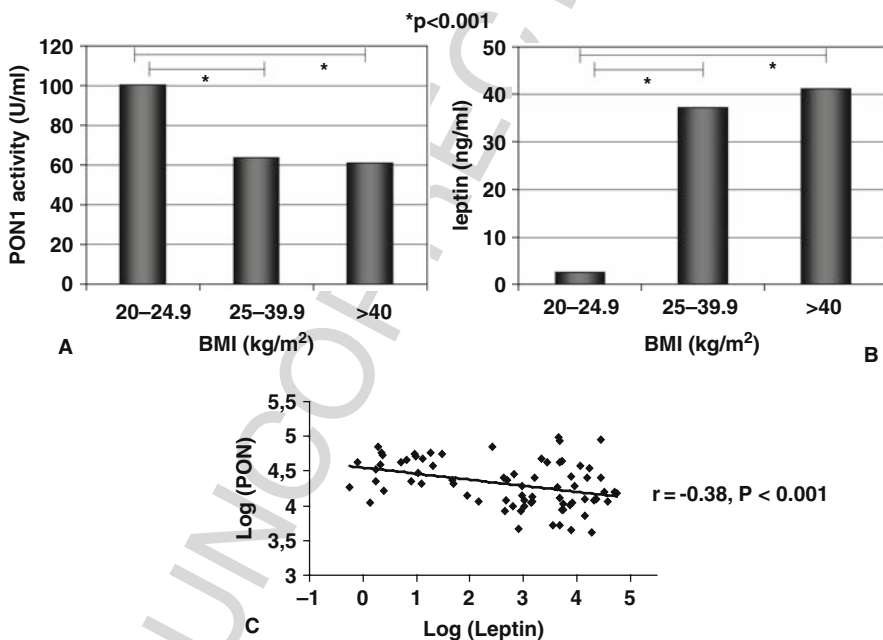 *p<0.001
PON1 activity (U/ml)
120
100
80
60
40
20
0
* *
20–24.9 25–39.9 >40
BMI (kg/m²)
A
leptin (ng/ml)
50
40
30
20
10
0
* *
20–24.9 25–39.9 >40
BMI (kg/m²)
B
Log (PON)
5,5
5
4,5
4
3,5
3
–1 0 1 2 3 4 5
Log (Leptin)
r = -0.38, P < 0.001
C